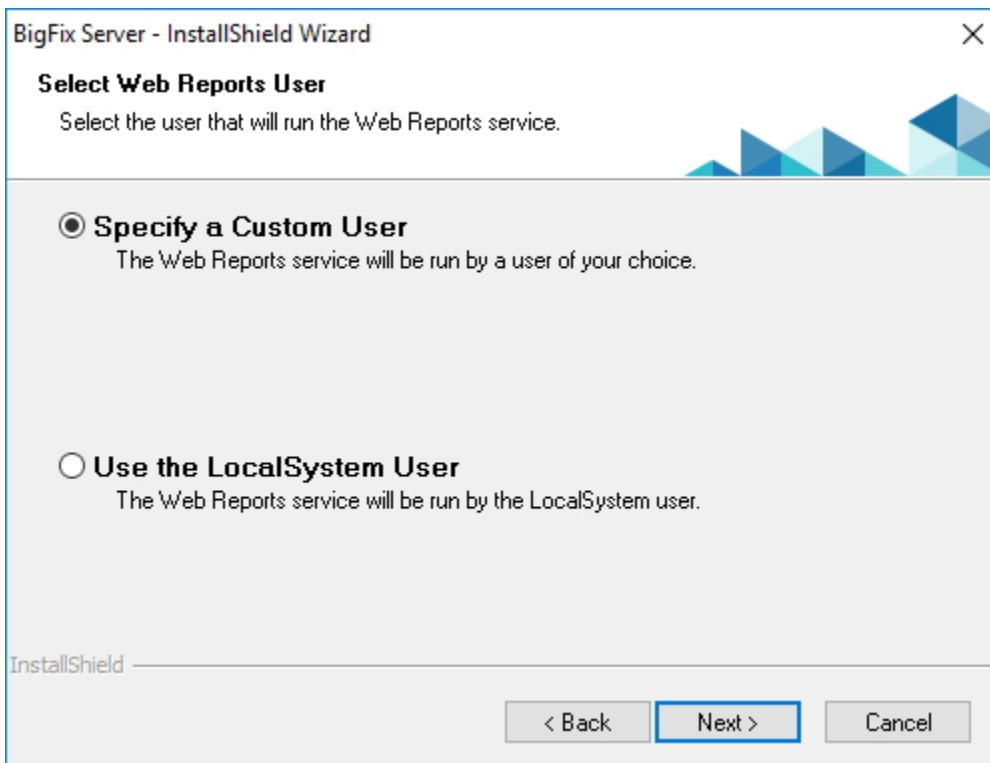 BigFix Server - InstallShield Wizard
Select Web Reports User
Select the user that will run the Web Reports service.
Specify a Custom User
The Web Reports service will be run by a user of your choice.
Use the LocalSystem User
The Web Reports service will be run by the LocalSystem user.
InstallShield
< Back Next > Cancel